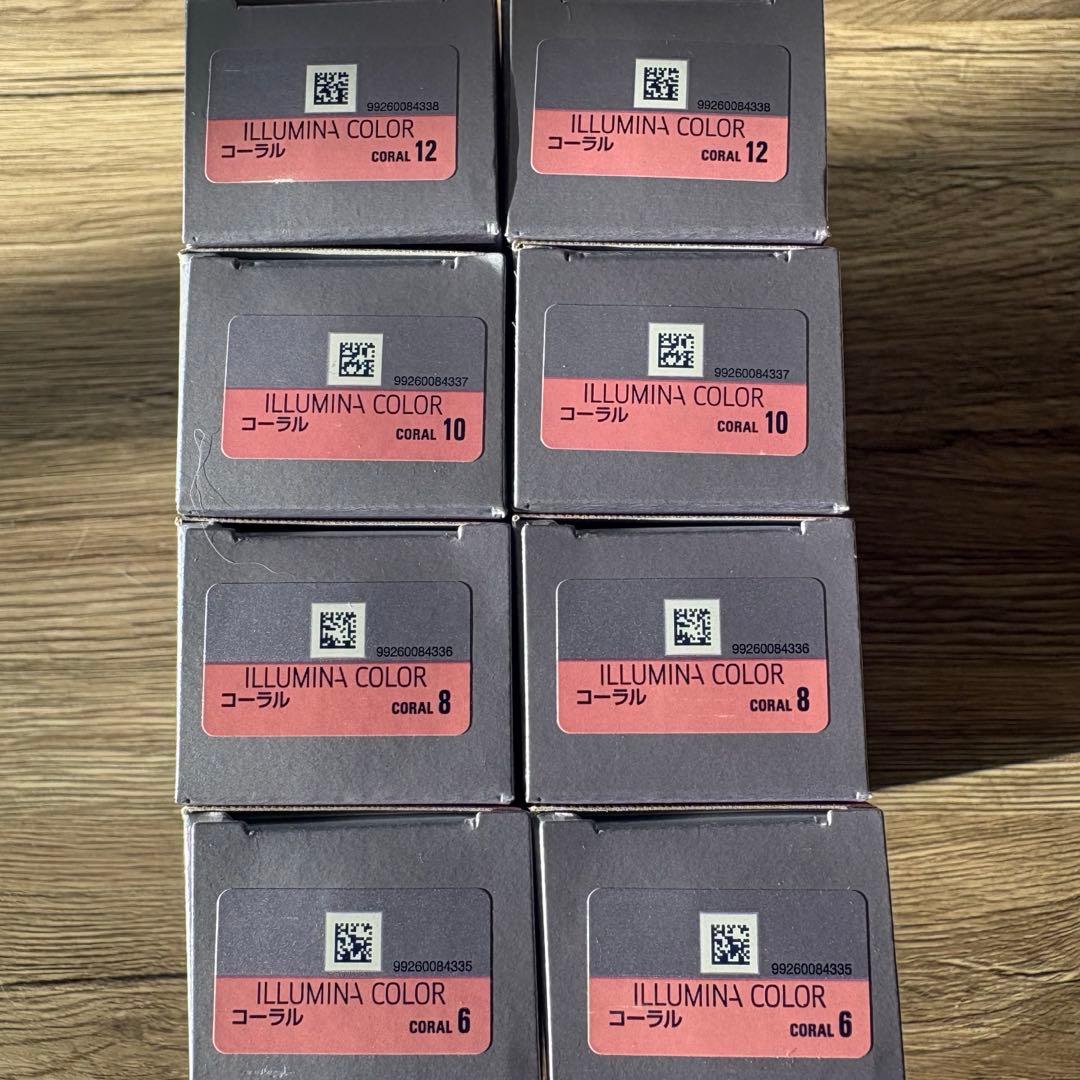 99260084338
ILLUMINA COLOR
コーラル
CORAL 12
99260084338
ILLUMINA COLOR
コーラル
CORAL 12
99260084337
ILLUMINA COLOR
コーラル
CORAL 10
99260084337
ILLUMINA COLOR
コーラル
CORAL 10
99260084336
ILLUMINA COLOR
コーラル
CORAL 8
99260084336
ILLUMINA COLOR
コーラル
CORAL 8
99260084335
ILLUMINA COLOR
コーラル
CORAL 6
99260084335
ILLUMINA COLOR
コーラル
CORAL 6